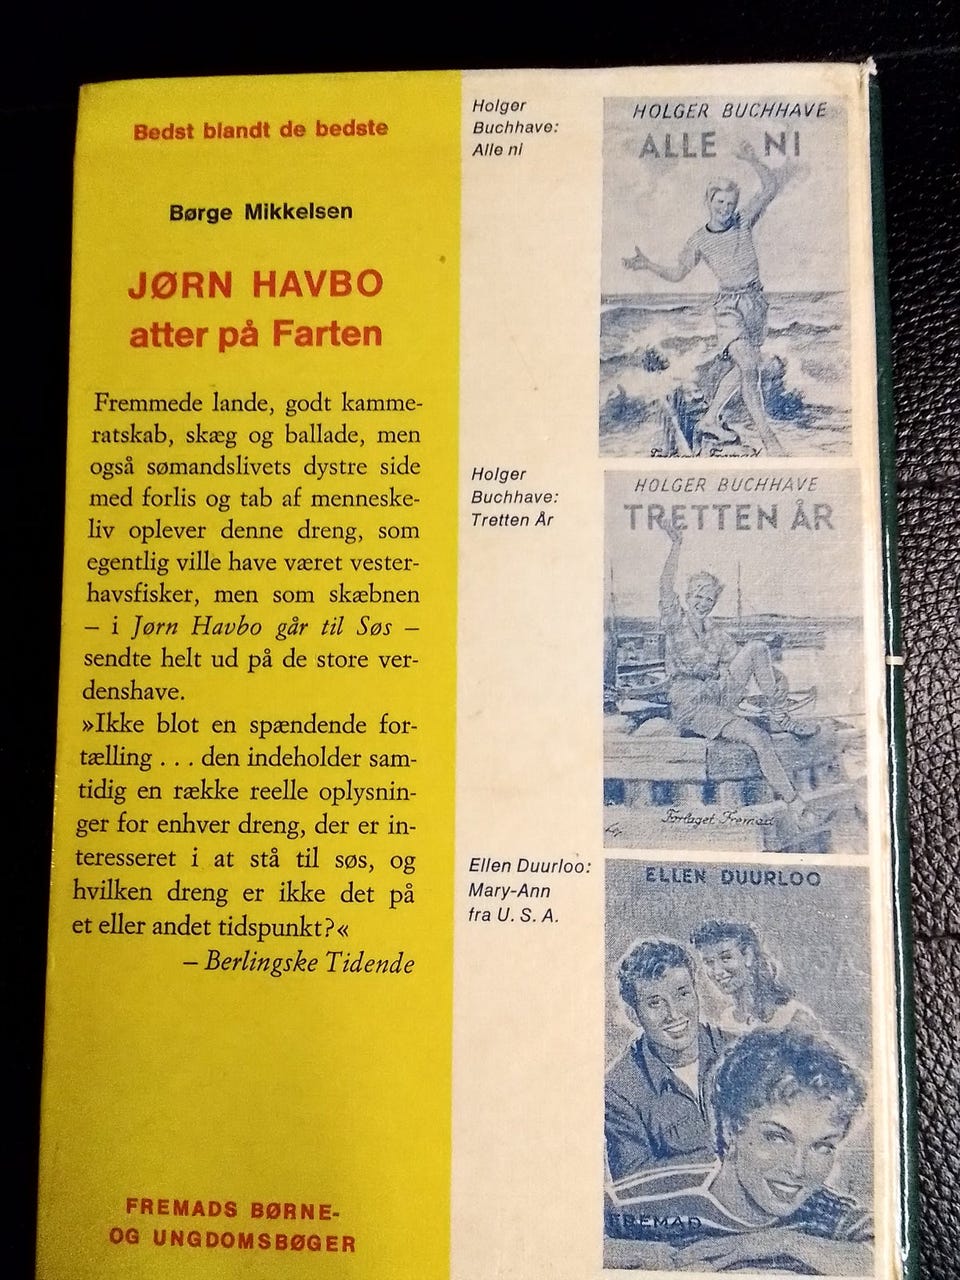 Bedst blandt de bedste
Børge Mikkelsen
JØRN HAVBO
atter på Farten
Fremmede lande, godt kamme-
ratskab, skæg og ballade, men
også sømandslivets dystre side
med forlis og tab af menneske-
liv oplever denne dreng, som
egentlig ville have været vester-
havsfisker, men som skæbnen
– i Jørn Havbo går til Søs –
sendte helt ud på de store ver-
denshave.
»Ikke blot en spændende for-
tælling . . . den indeholder sam-
tidig en række reelle oplysnin-
ger for enhver dreng, der er in-
teresseret i at stå til søs, og
hvilken dreng er ikke det på
et eller andet tidspunkt?«
– Berlingske Tidende
FREMADS BØRNE-
OG UNGDOMSBØGER
Holger
Buchhave:
Alle ni
HOLGER BUCHHAVE
ALLE NI
Forlaget Fremad
Holger
Buchhave:
Tretten År
HOLGER BUCHHAVE
TRETTEN ÅR
Forlaget Fremad
Ellen Duurloo:
Mary-Ann
fra U. S. A.
ELLEN DUURLOO
FREMAD